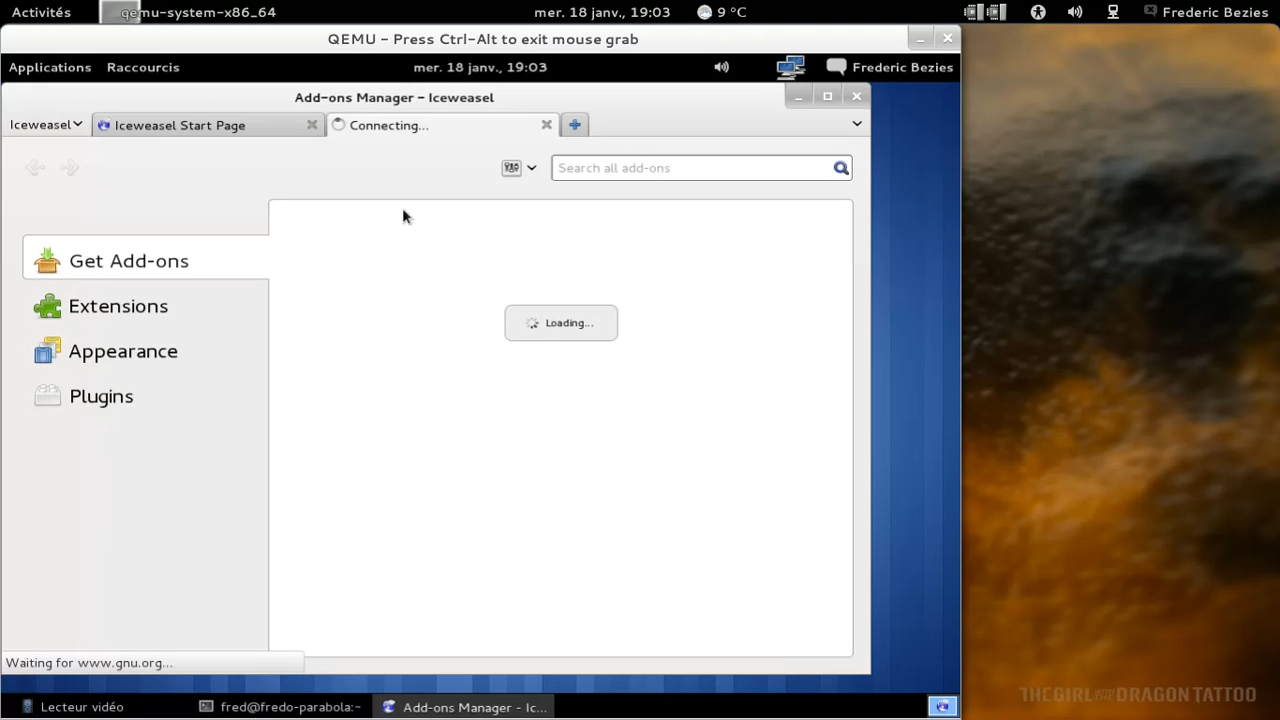 Activités qemu-system-x86_64 mer. 18 janv., 19:03 9 °C Frederic Bezies
QEMU - Press Ctrl-Alt to exit mouse grab
Applications Raccourcis mer. 18 janv., 19:03 Frederic Bezies
Add-ons Manager - Iceweasel
Iceweasel Iceweasel Start Page Connecting...
Search all add-ons
Get Add-ons
Extensions
Loading...
Appearance
Plugins
Waiting for www.gnu.org...
THE GIRL WITH THE DRAGON TATTOO
Lecteur vidéo fred@fredo-parabola:~ Add-ons Manager - Ic...